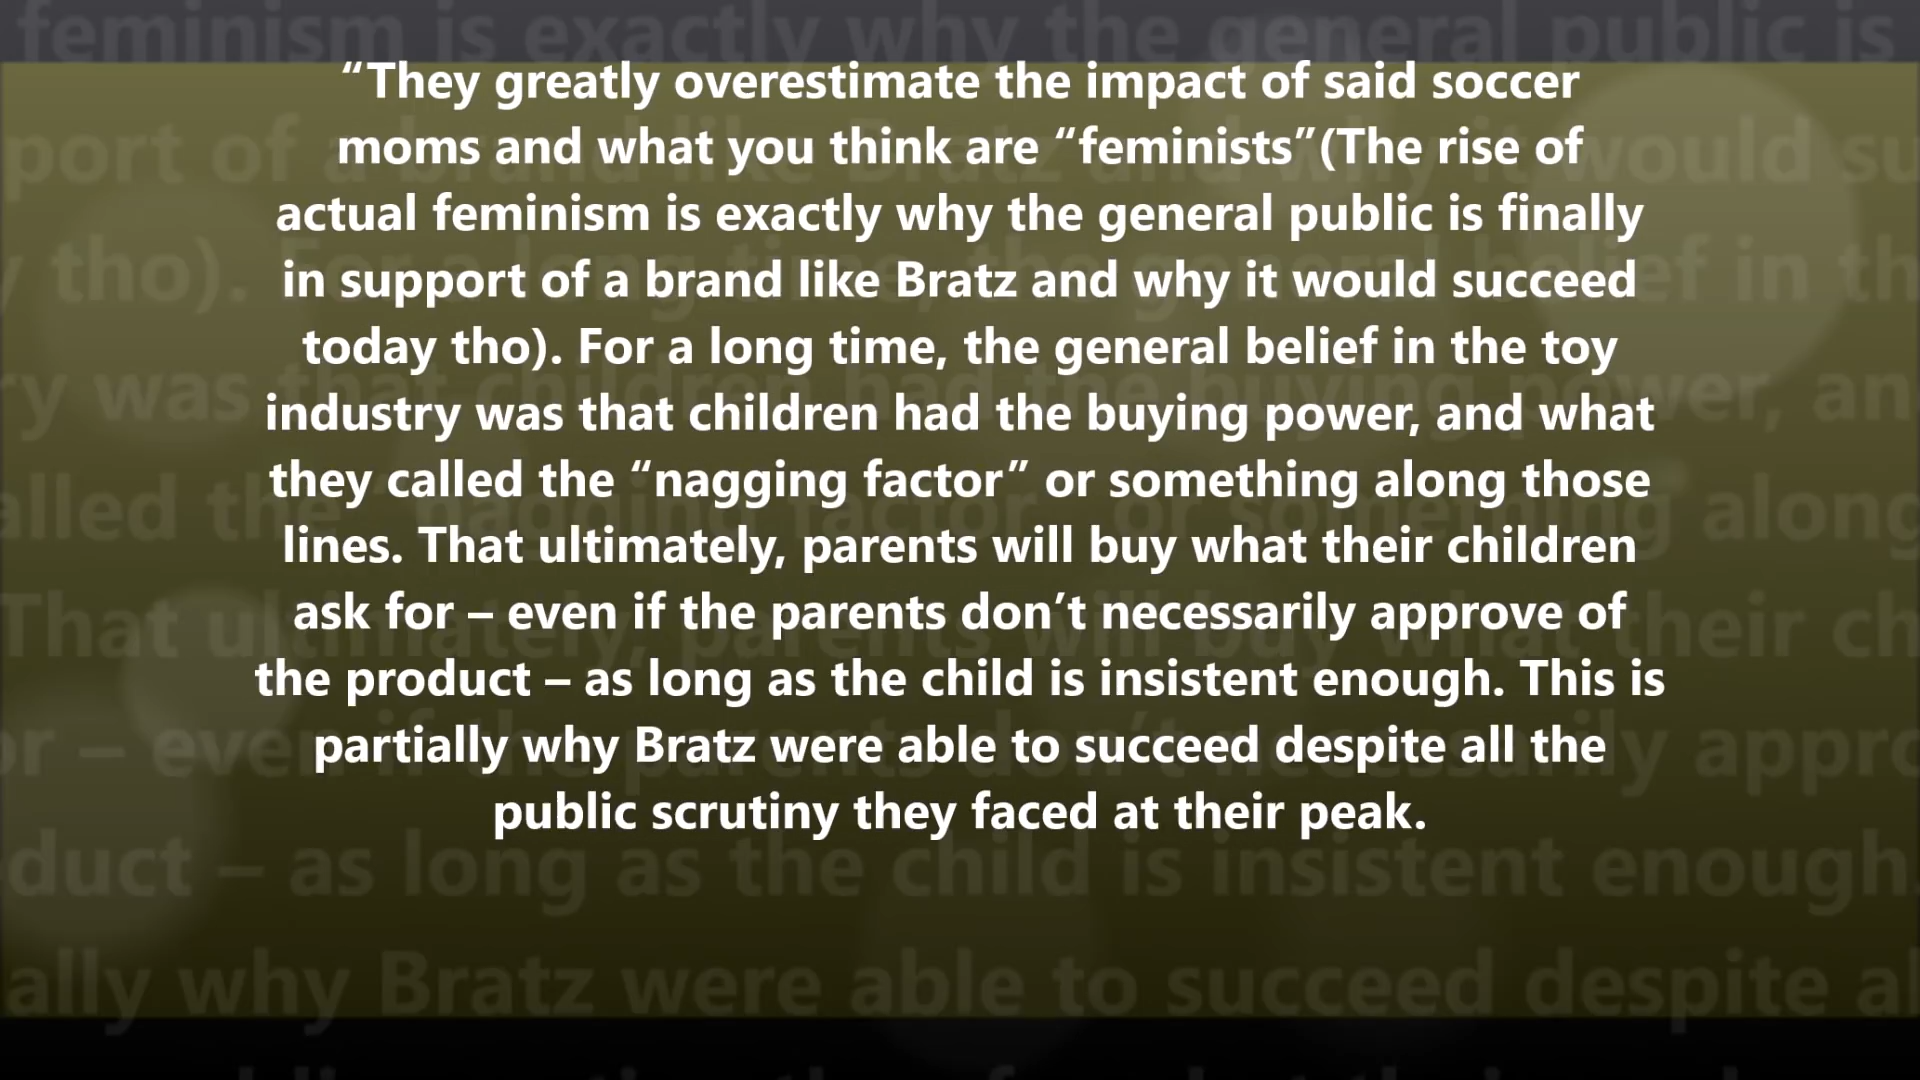 “They greatly overestimate the impact of said soccer
moms and what you think are “feminists”(The rise of
actual feminism is exactly why the general public is finally
in support of a brand like Bratz and why it would succeed
today tho). For a long time, the general belief in the toy
industry was that children had the buying power, and what
they called the “nagging factor” or something along those
lines. That ultimately, parents will buy what their children
ask for – even if the parents don’t necessarily approve of
the product – as long as the child is insistent enough. This is
partially why Bratz were able to succeed despite all the
public scrutiny they faced at their peak.